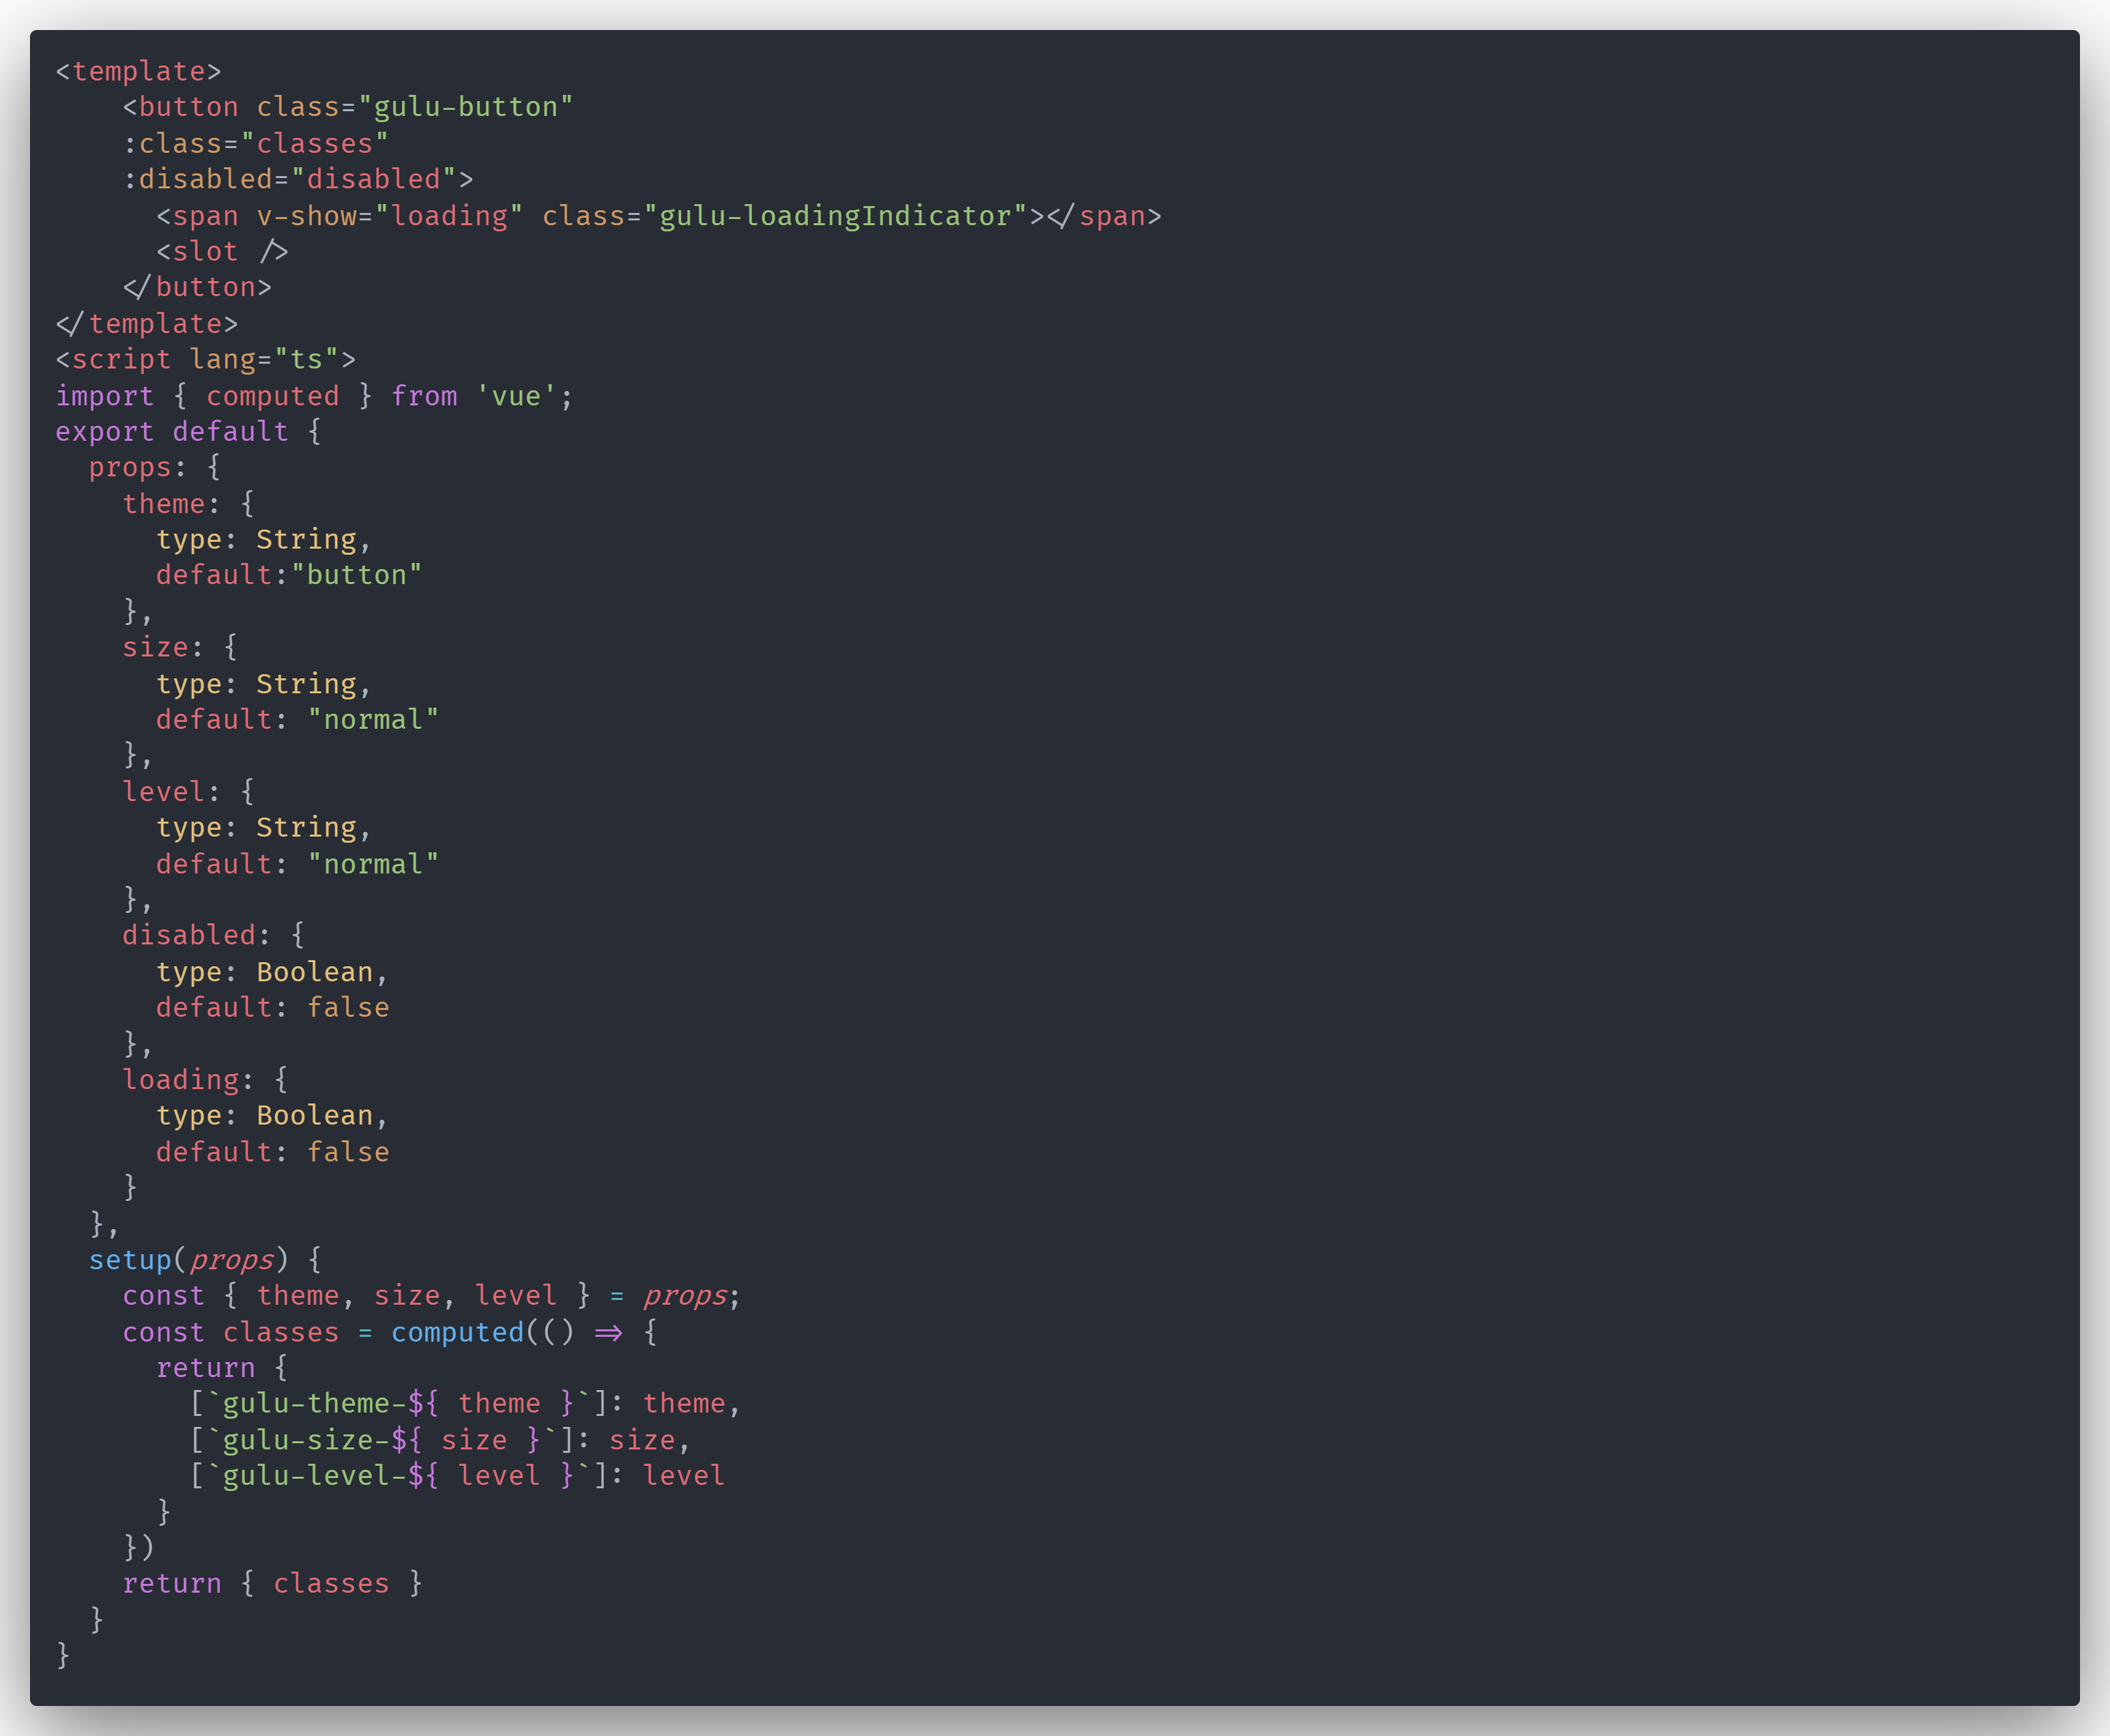 <template>
    <button class="gulu-button"
    :class="classes"
    :disabled="disabled">
      <span v-show="loading" class="gulu-loadingIndicator"></span>
      <slot />
    </button>
</template>
<script lang="ts">
import { computed } from 'vue';
export default {
  props: {
    theme: {
      type: String,
      default:"button"
    },
    size: {
      type: String,
      default: "normal"
    },
    level: {
      type: String,
      default: "normal"
    },
    disabled: {
      type: Boolean,
      default: false
    },
    loading: {
      type: Boolean,
      default: false
    }
  },
  setup(props) {
    const { theme, size, level } = props;
    const classes = computed(() => {
      return {
        [`gulu-theme-${ theme }`]: theme,
        [`gulu-size-${ size }`]: size,
        [`gulu-level-${ level }`]: level
      }
    })
    return { classes }
  }
}